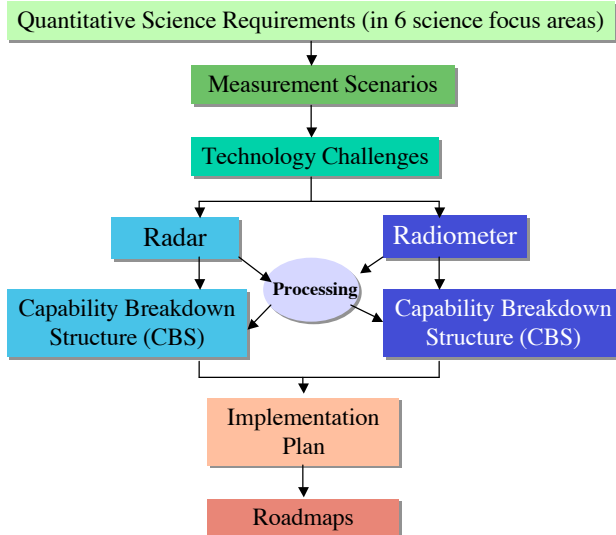 Quantitative Science Requirements (in 6 science focus areas)
Measurement Scenarios
Technology Challenges
Radar
Radiometer
Processing
Capability Breakdown
Structure (CBS)
Capability Breakdown
Structure (CBS)
Implementation
Plan
Roadmaps